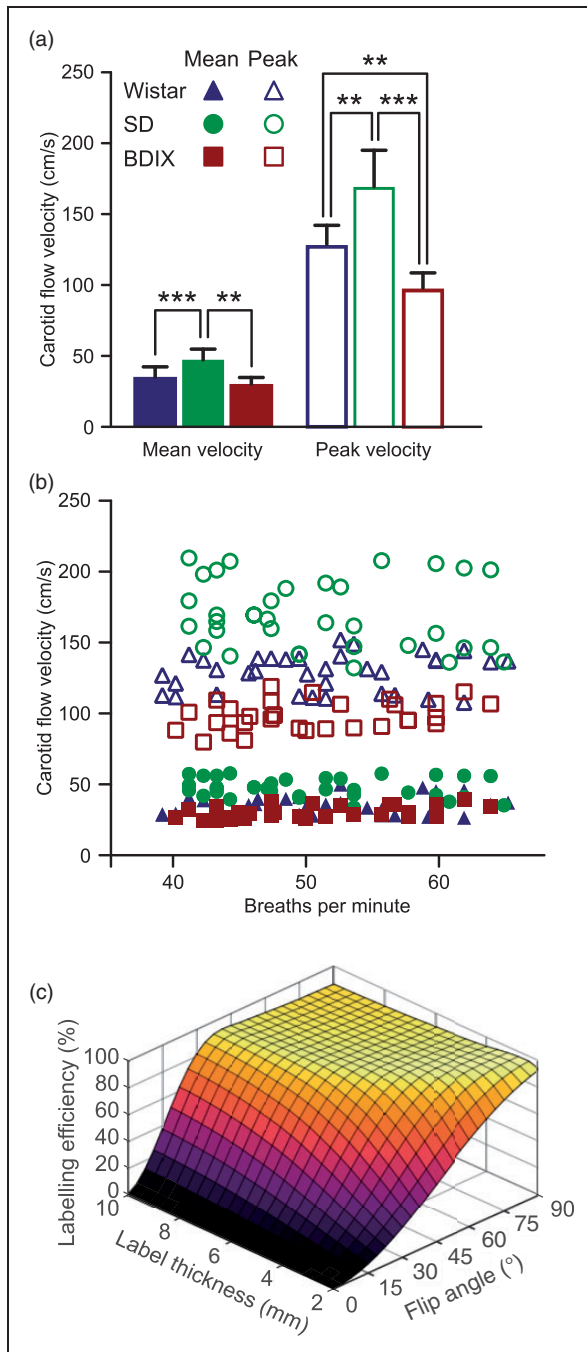 (a)
Mean Peak
Wistar
SD
BDIX
Carotid flow velocity (cm/s)
250
200
150
100
50
0
*** **
** ** ***
Mean velocity Peak velocity
(b)
Carotid flow velocity (cm/s)
250
200
150
100
50
0
40 50 60
Breaths per minute
(c)
Labelling efficiency (%)
100
80
60
40
20
0
10 8 6 4 2
Label thickness (mm)
0 15 30 45 60 75 90
Flip angle (°)